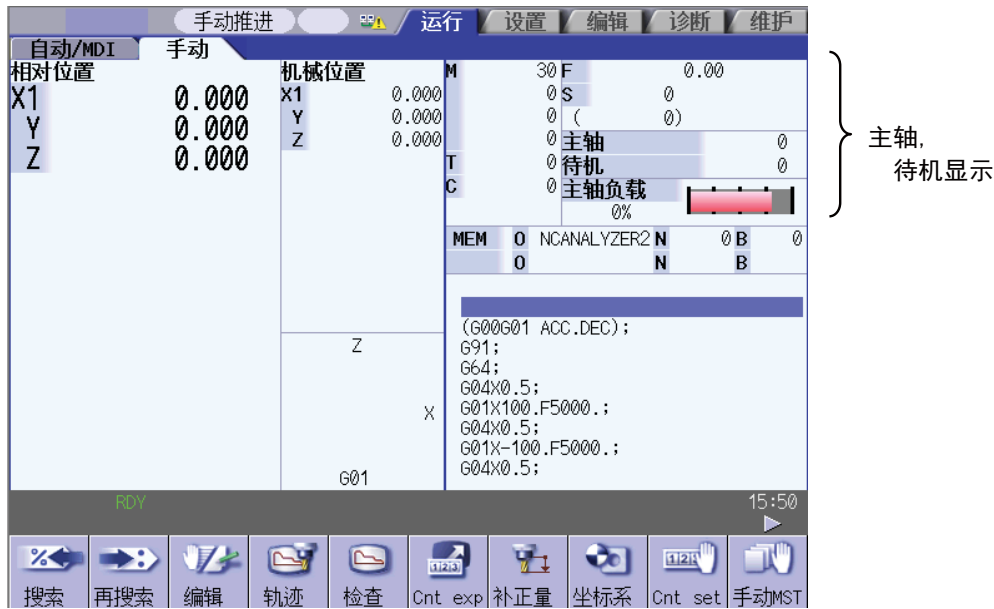 手动推进 运行 设置 编辑 诊断 维护
自动/MDI 手动
相对位置
X1 0.000
Y 0.000
Z 0.000
机械位置
X1 0.000
Y 0.000
Z 0.000
Z
X
G01
M 30
0
0
0
T 0
C 0
F 0.00
S 0
( 0)
主轴 0
待机 0
主轴负载
0%
主轴,
待机显示
MEM O NCANALYZER2 N 0 B 0
O N B
(G00G01 ACC.DEC);
G91;
G64;
G04X0.5;
G01X100.F5000.;
G04X0.5;
G01X-100.F5000.;
G04X0.5;
RDY 15:50
搜索 再搜索 编辑 轨迹 检查 Cnt exp 补正量 坐标系 Cnt set 手动MST